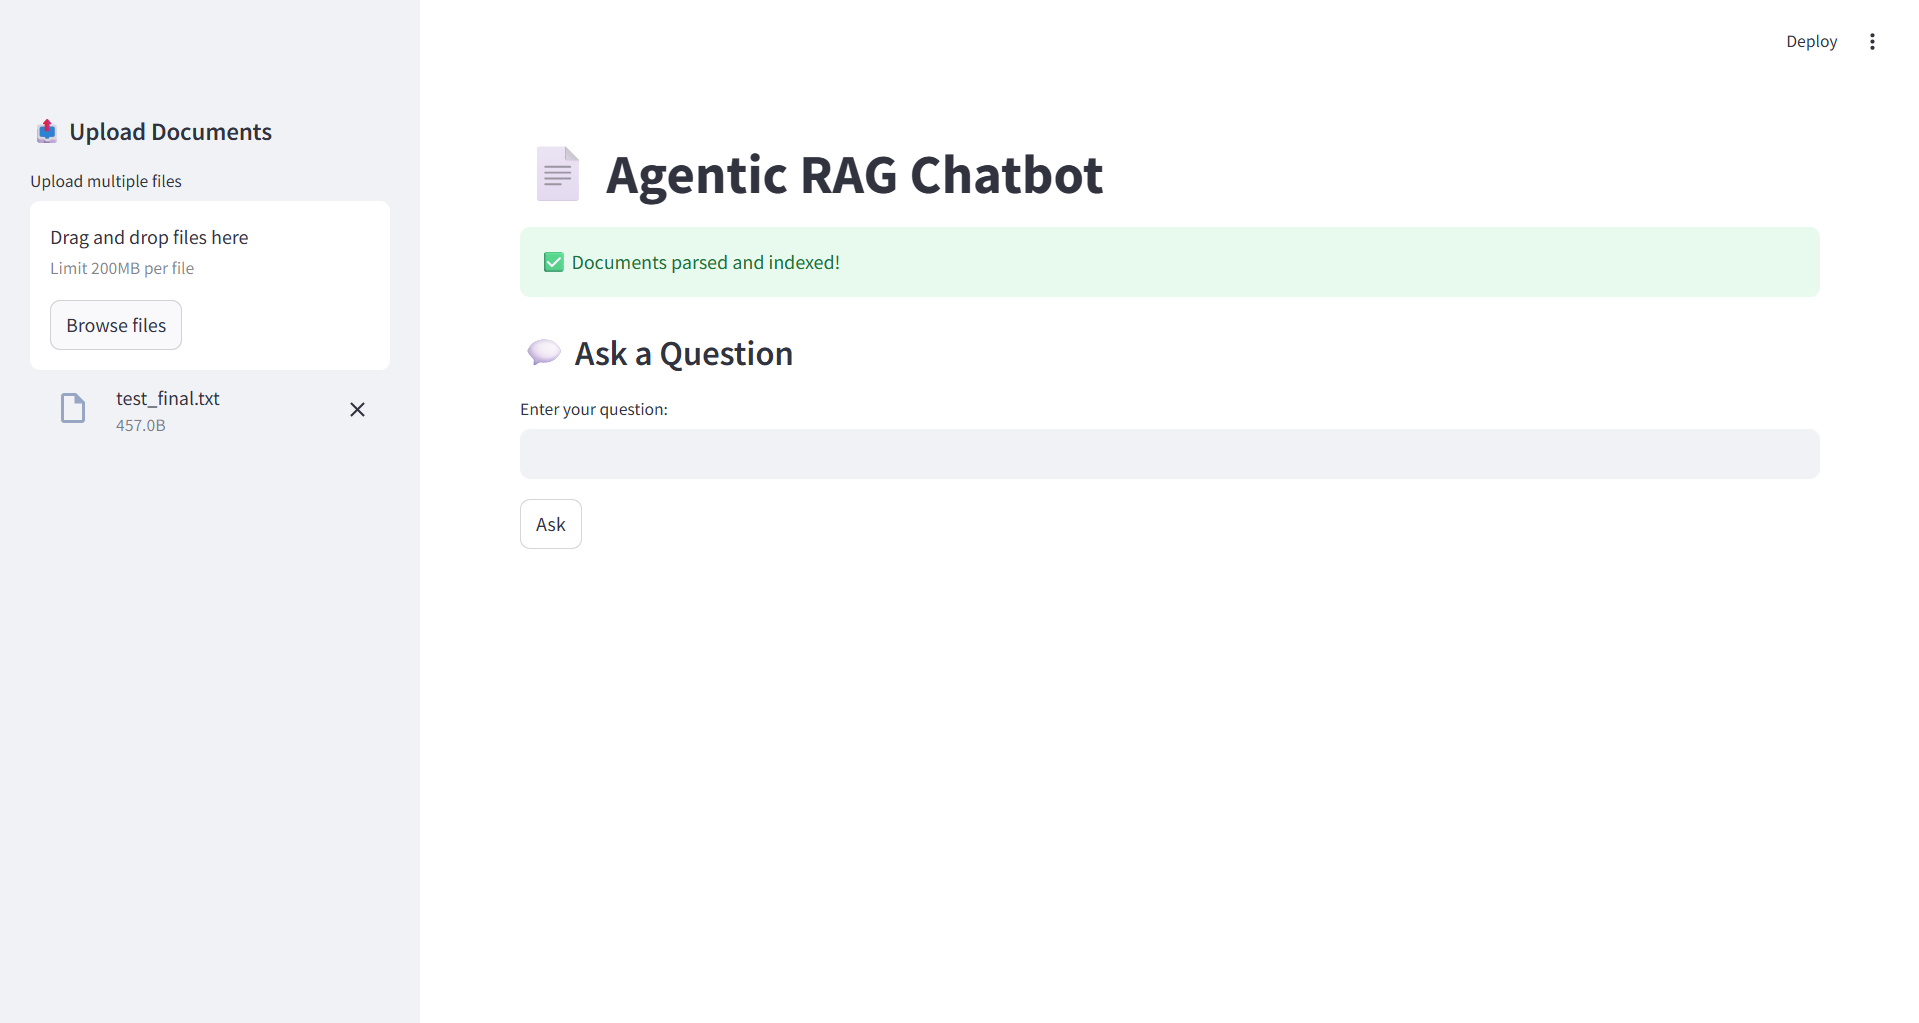 Deploy
Upload Documents
Upload multiple files
Drag and drop files here
Limit 200MB per file
Browse files
test_final.txt
457.0B
Agentic RAG Chatbot
Documents parsed and indexed!
Ask a Question
Enter your question:
Ask